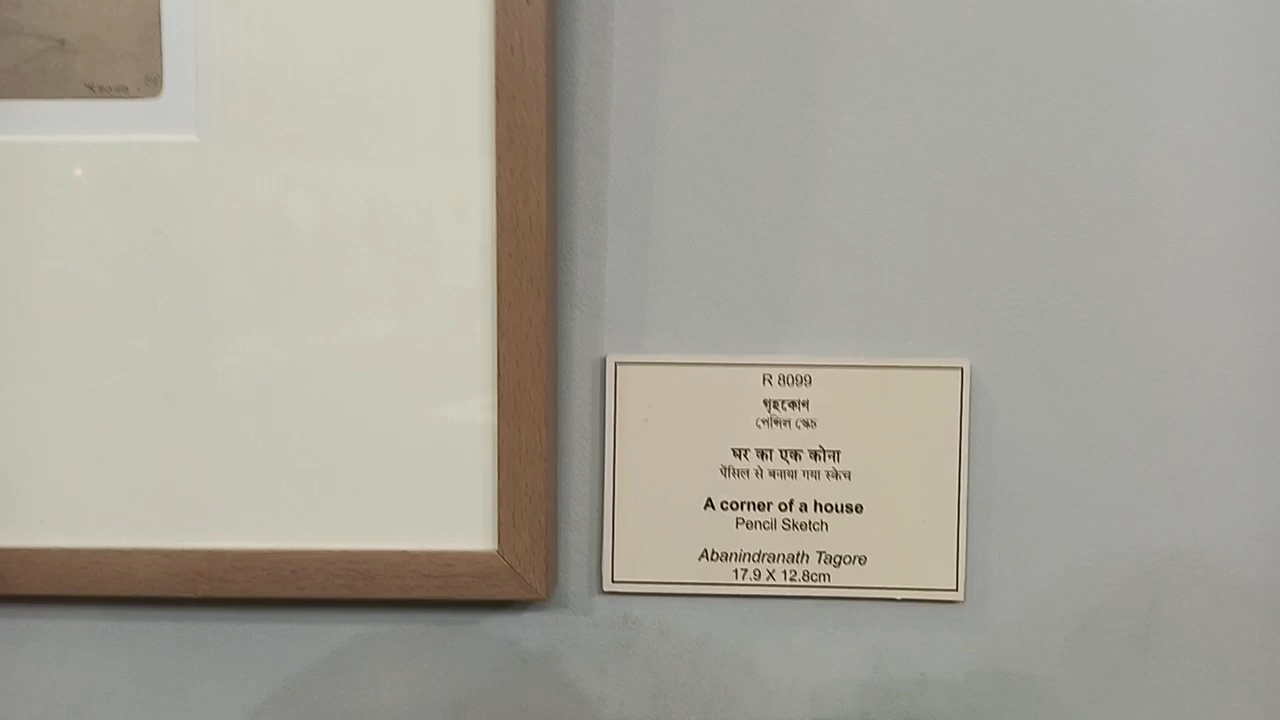 R 8099
গৃহকোণ
পেন্সিল স্কেচ
घर का एक कोना
पेंसिल से बनाया गया स्केच
A corner of a house
Pencil Sketch
Abanindranath Tagore
17.9 X 12.8cm